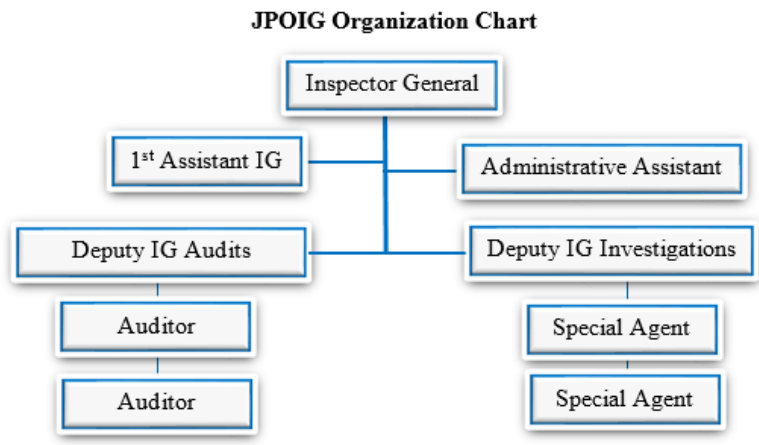 JPOIG Organization Chart
Inspector General
1st Assistant IG
Administrative Assistant
Deputy IG Audits
Deputy IG Investigations
Auditor
Special Agent
Auditor
Special Agent